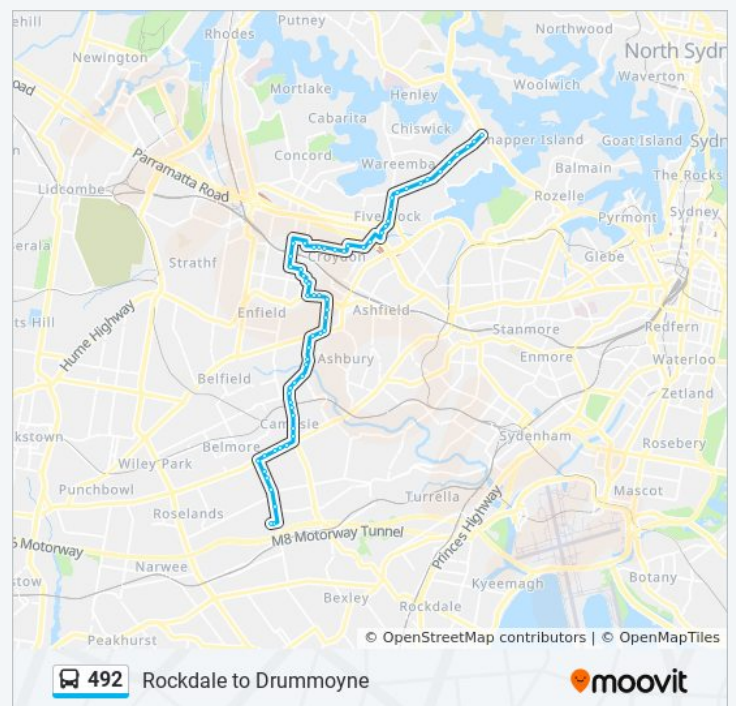 ehill
Putney
Northwood
Rhodes
North Sydr
Newington
Waverton
Mortlake
Henley
Woolwich
oad
Cabarita
Chiswick
napper Island
Goat Island
Sydn
Concord
Parramatta Road
Wareemba
Balmain
The Rocks
Lidcombe
Rozelle
Five Dock
Pyrmont
Sydney
erala
Strathf
Croydon
Glebe
Enfield
Ashfield
ts Hill
Hume Highway
Stanmore
Redfern
Ashbury
Enmore
Waterloo
Belfield
Zetland
Campsie
kstown
Belmore
Sydenham
Rosebery
Wiley Park
Punchbowl
Mascot
Roselands
Turrella
Princes Highway
M8 Motorway Tunnel
5 Motorway
Narwee
Kyeemagh
Botany
stow
Bexley
Rockdale
Peakhurst
© OpenStreetMap contributors | © OpenMapTiles
492 Rockdale to Drummoyne
moovit